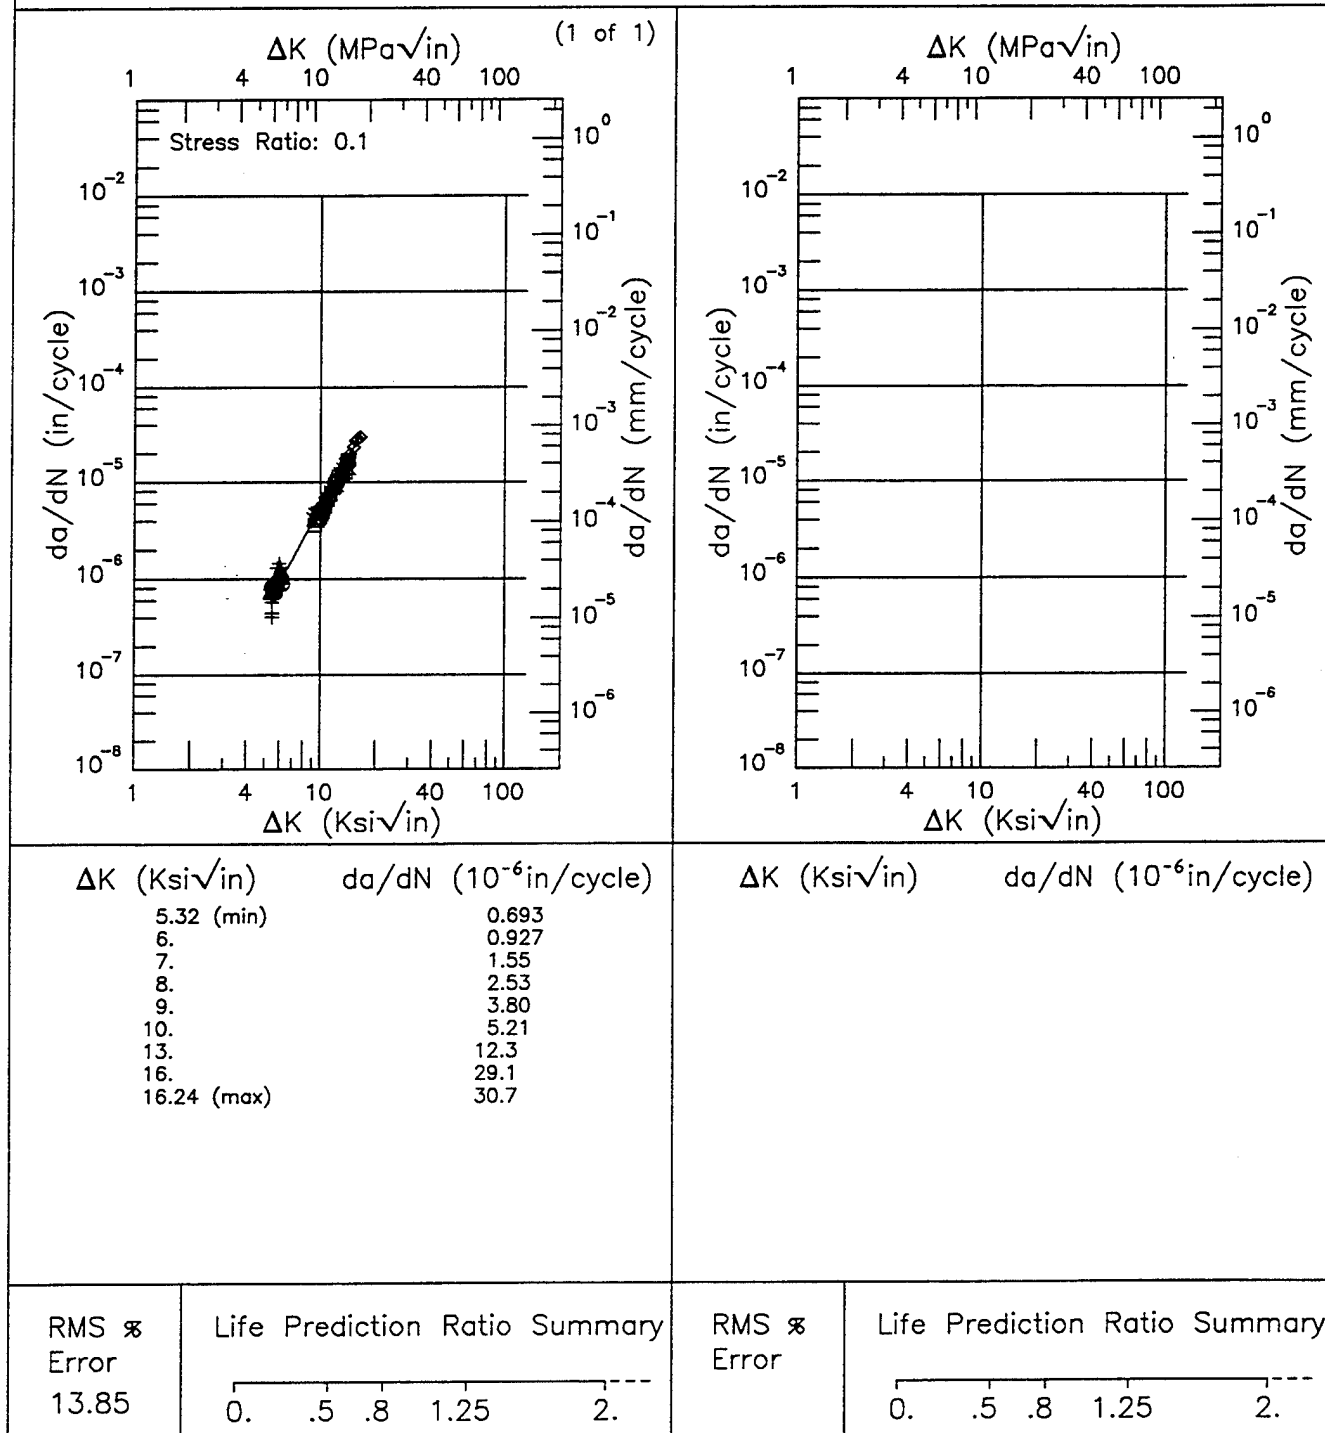 (1 of 1)
ΔK (MPa√in)
1 4 10 40 100
Stress Ratio: 0.1
10⁰
10⁻²
10⁻¹
10⁻³
10⁻²
10⁻⁴
10⁻³
10⁻⁵
10⁻⁴
10⁻⁶
10⁻⁵
10⁻⁷
10⁻⁶
10⁻⁸
da/dN (in/cycle)
da/dN (mm/cycle)
1 4 10 40 100
ΔK (Ksi√in)
ΔK (MPa√in)
1 4 10 40 100
10⁰
10⁻²
10⁻¹
10⁻³
10⁻²
10⁻⁴
10⁻³
10⁻⁵
10⁻⁴
10⁻⁶
10⁻⁵
10⁻⁷
10⁻⁶
10⁻⁸
da/dN (in/cycle)
da/dN (mm/cycle)
1 4 10 40 100
ΔK (Ksi√in)
ΔK (Ksi√in) da/dN (10⁻⁶in/cycle)
5.32 (min) 0.693
6. 0.927
7. 1.55
8. 2.53
9. 3.80
10. 5.21
13. 12.3
16. 29.1
16.24 (max) 30.7
ΔK (Ksi√in) da/dN (10⁻⁶in/cycle)
RMS %
Error
13.85
Life Prediction Ratio Summary
0. .5 .8 1.25 2.
RMS %
Error
Life Prediction Ratio Summary
0. .5 .8 1.25 2.